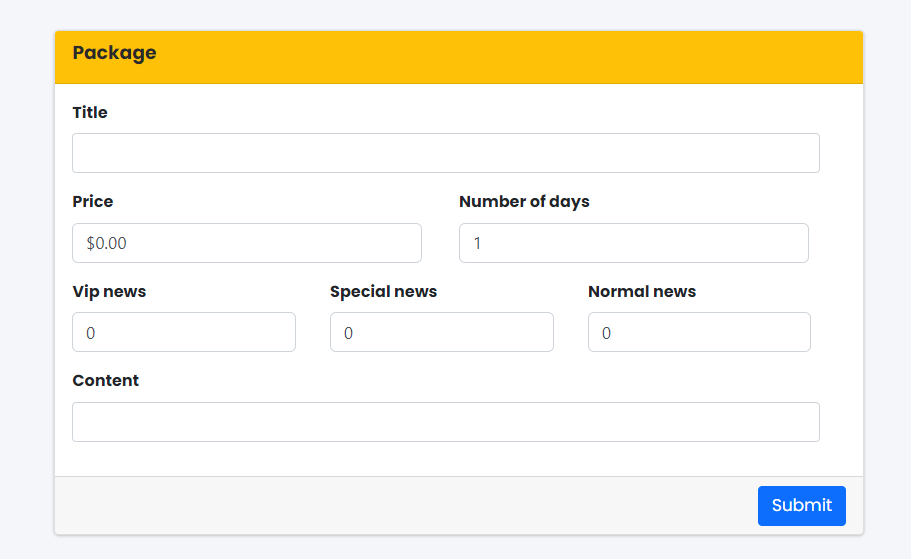 Package
Title
Price Number of days
$0.00 1
Vip news Special news Normal news
0 0 0
Content
Submit